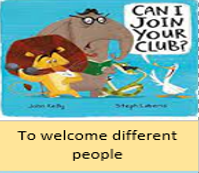 CAN I
JOIN
YOUR
CLUB?
John Kelly
Steph Laberis
To welcome different
people